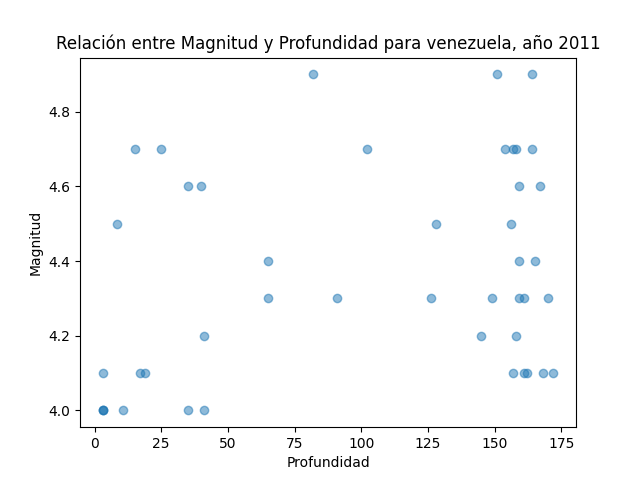 Relación entre Magnitud y Profundidad para venezuela, año 2011
4.8
4.6
4.4
4.2
4.0
Magnitud
0 25 50 75 100 125 150 175
Profundidad